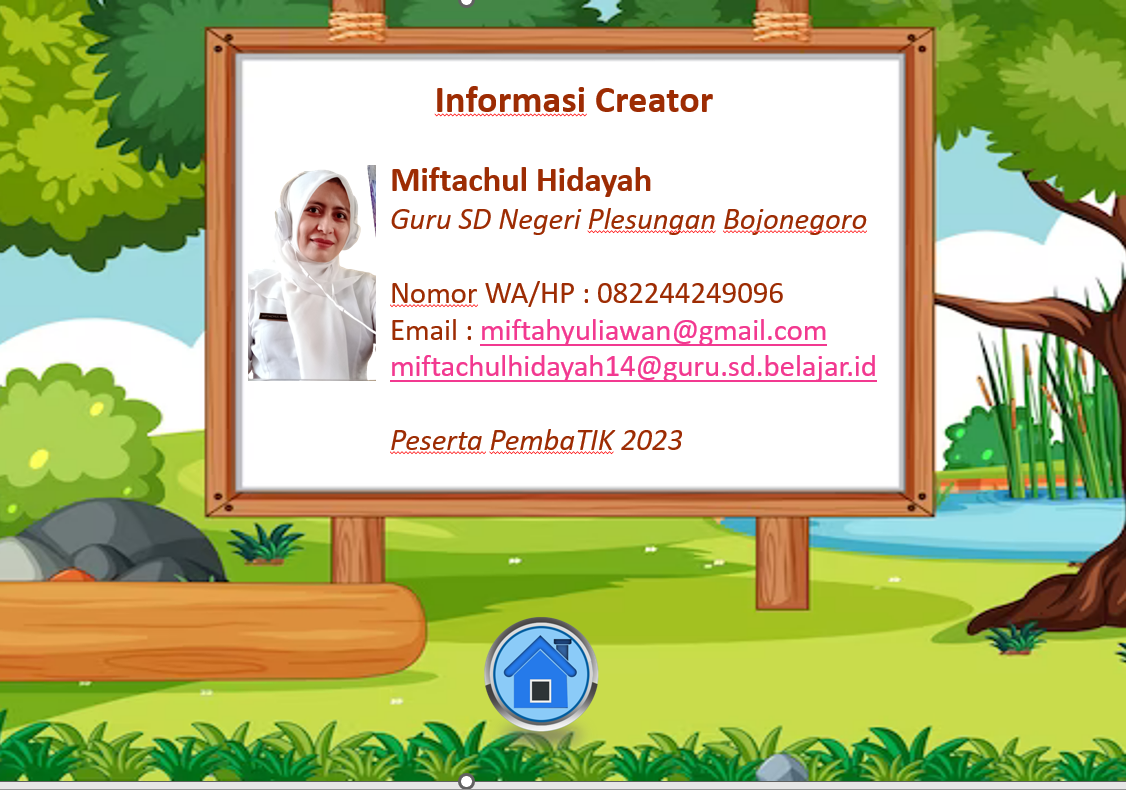 Informasi Creator
Miftachul Hidayah
Guru SD Negeri Plesungan Bojonegoro
Nomor WA/HP : 082244249096
Email : miftahyuliawan@gmail.com
miftachulhidayah14@guru.sd.belajar.id
Peserta PembaTIK 2023